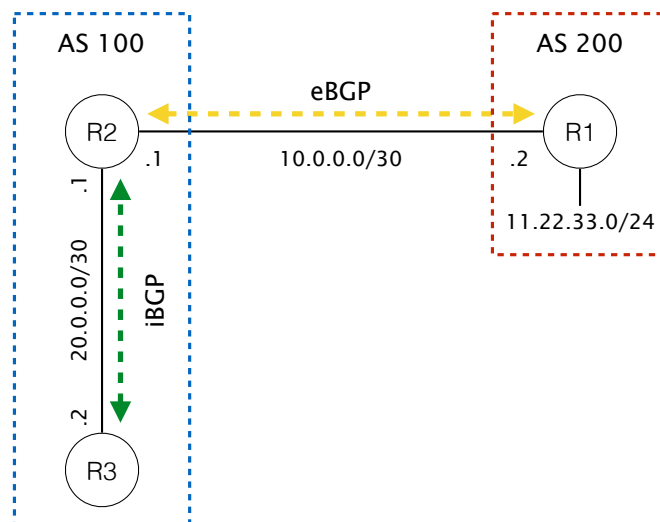 AS 100
AS 200
eBGP
R2
R1
.1
10.0.0.0/30
.2
.1
11.22.33.0/24
20.0.0.0/30
iBGP
.2
R3